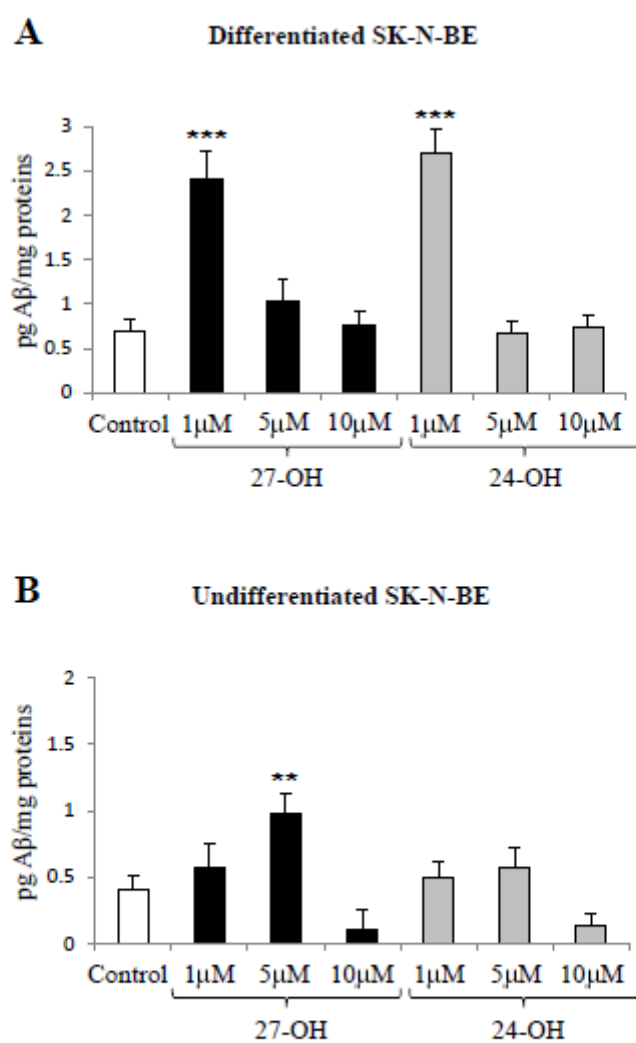 A
Differentiated SK-N-BE
pg Aβ/mg proteins
3
2.5
2
1.5
1
0.5
0
***
***
Control 1μM 5μM 10μM 1μM 5μM 10μM
27-OH 24-OH
B
Undifferentiated SK-N-BE
pg Aβ/mg proteins
2
1.5
1
0.5
0
**
Control 1μM 5μM 10μM 1μM 5μM 10μM
27-OH 24-OH